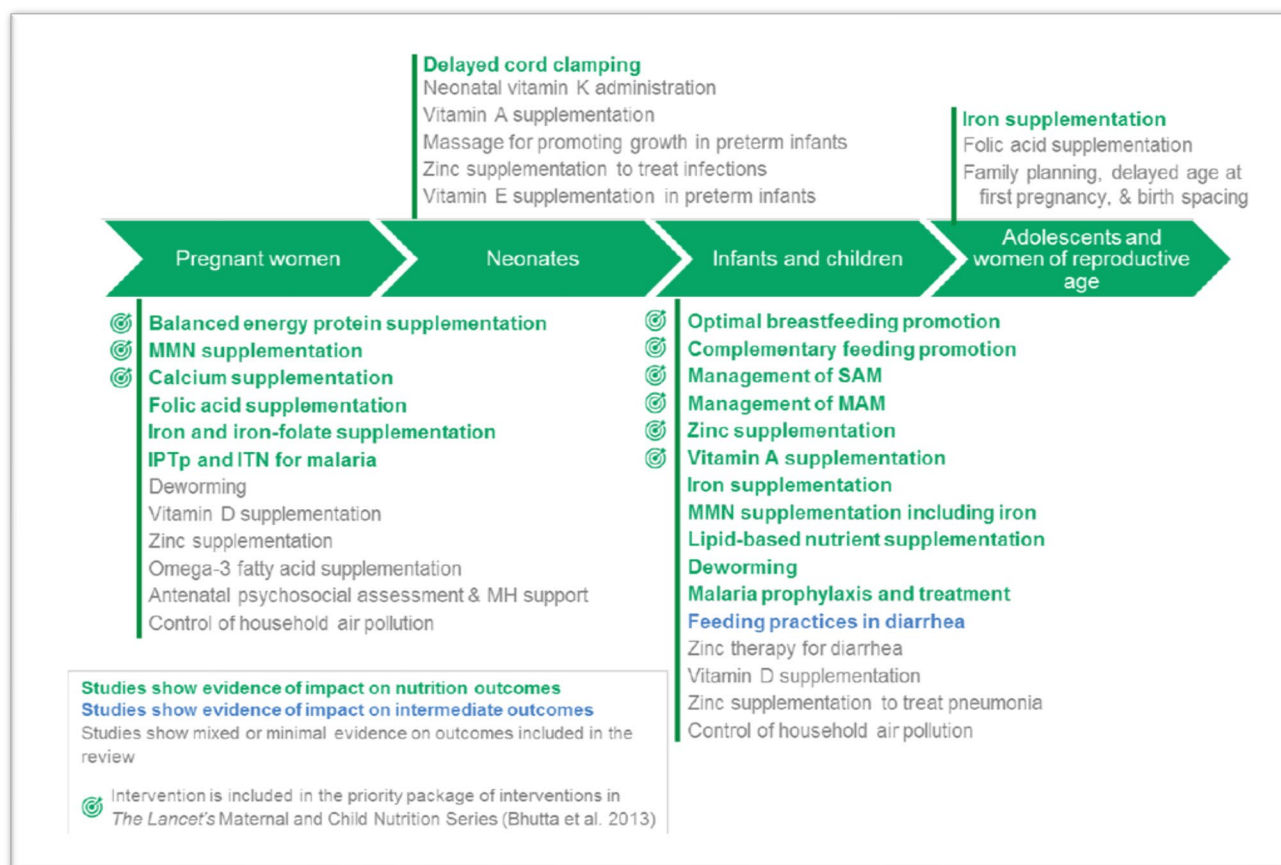 Delayed cord clamping
Neonatal vitamin K administration
Vitamin A supplementation
Massage for promoting growth in preterm infants
Zinc supplementation to treat infections
Vitamin E supplementation in preterm infants
Iron supplementation
Folic acid supplementation
Family planning, delayed age at
first pregnancy, & birth spacing
Pregnant women
Neonates
Infants and children
Adolescents and
women of reproductive
age
Balanced energy protein supplementation
MMN supplementation
Calcium supplementation
Folic acid supplementation
Iron and iron-folate supplementation
IPTp and ITN for malaria
Deworming
Vitamin D supplementation
Zinc supplementation
Omega-3 fatty acid supplementation
Antenatal psychosocial assessment & MH support
Control of household air pollution
Optimal breastfeeding promotion
Complementary feeding promotion
Management of SAM
Management of MAM
Zinc supplementation
Vitamin A supplementation
Iron supplementation
MMN supplementation including iron
Lipid-based nutrient supplementation
Deworming
Malaria prophylaxis and treatment
Feeding practices in diarrhea
Zinc therapy for diarrhea
Vitamin D supplementation
Zinc supplementation to treat pneumonia
Control of household air pollution
Studies show evidence of impact on nutrition outcomes
Studies show evidence of impact on intermediate outcomes
Studies show mixed or minimal evidence on outcomes included in the
review
Intervention is included in the priority package of interventions in
The Lancet's Maternal and Child Nutrition Series (Bhutta et al. 2013)